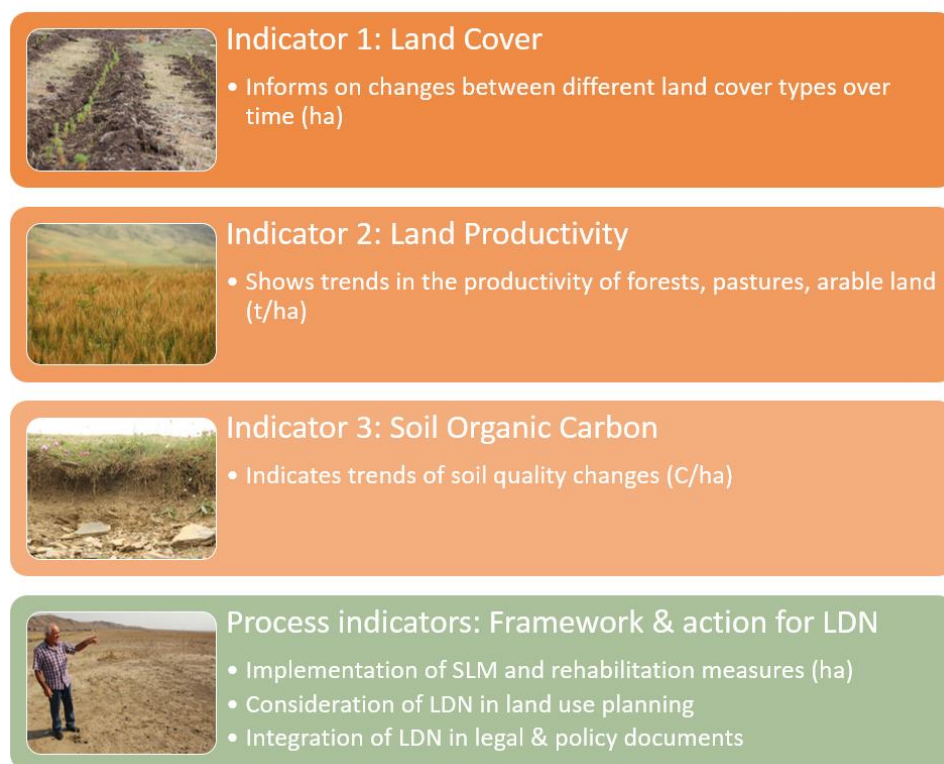 Indicator 1: Land Cover
• Informs on changes between different land cover types over
time (ha)
Indicator 2: Land Productivity
• Shows trends in the productivity of forests, pastures, arable land
(t/ha)
Indicator 3: Soil Organic Carbon
• Indicates trends of soil quality changes (C/ha)
Process indicators: Framework & action for LDN
• Implementation of SLM and rehabilitation measures (ha)
• Consideration of LDN in land use planning
• Integration of LDN in legal & policy documents